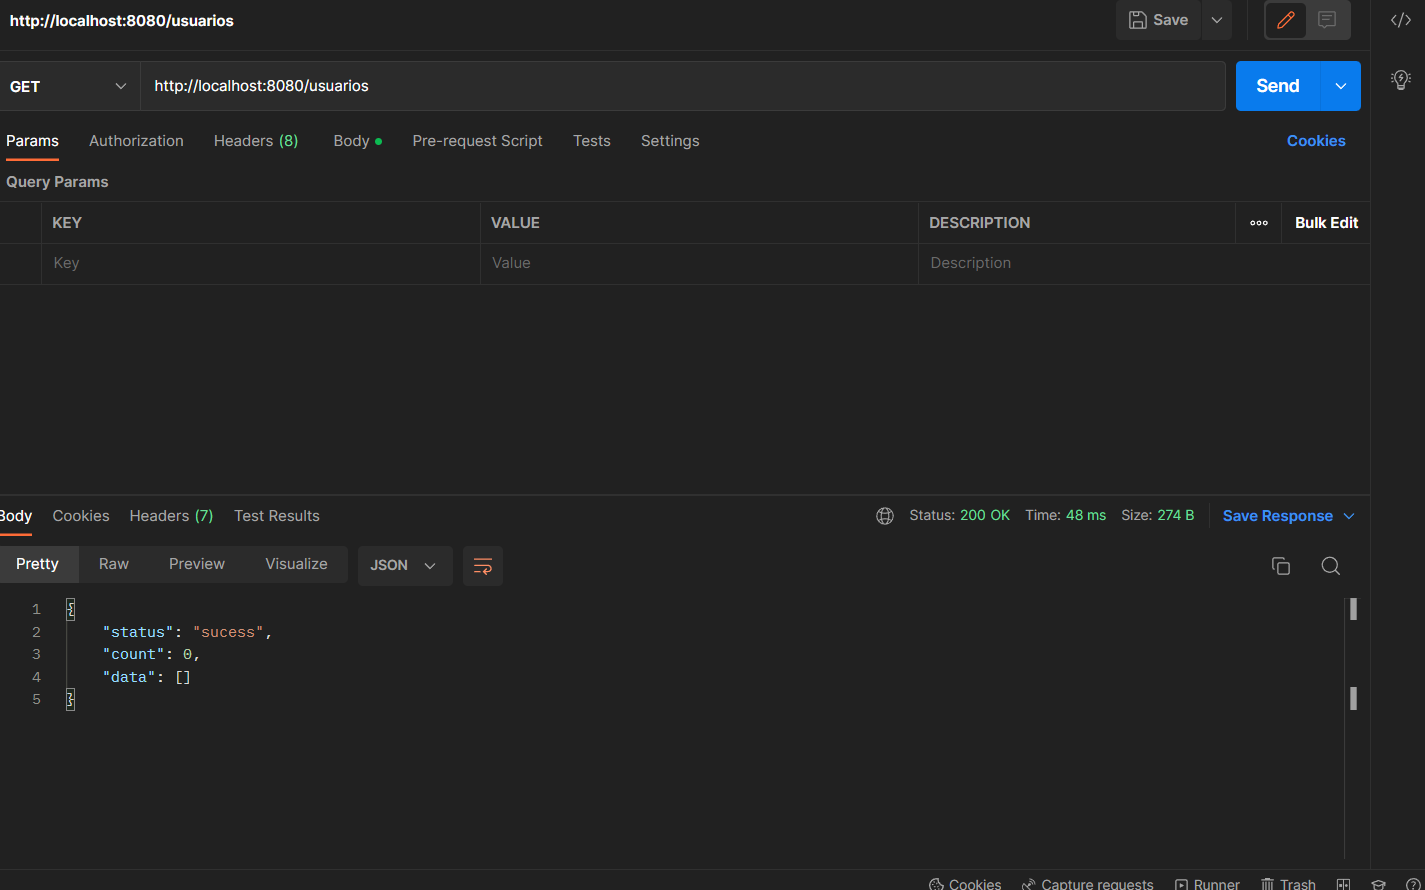 http://localhost:8080/usuarios
Save
GET
http://localhost:8080/usuarios
Send
Params Authorization Headers (8) Body Pre-request Script Tests Settings Cookies
Query Params
KEY VALUE DESCRIPTION ooo Bulk Edit
Key Value Description
Body Cookies Headers (7) Test Results Status: 200 OK Time: 48 ms Size: 274 B Save Response
Pretty Raw Preview Visualize JSON
1 {
2 "status": "sucess",
3 "count": 0,
4 "data": []
5 }
Cookies Capture requests Runner Trash